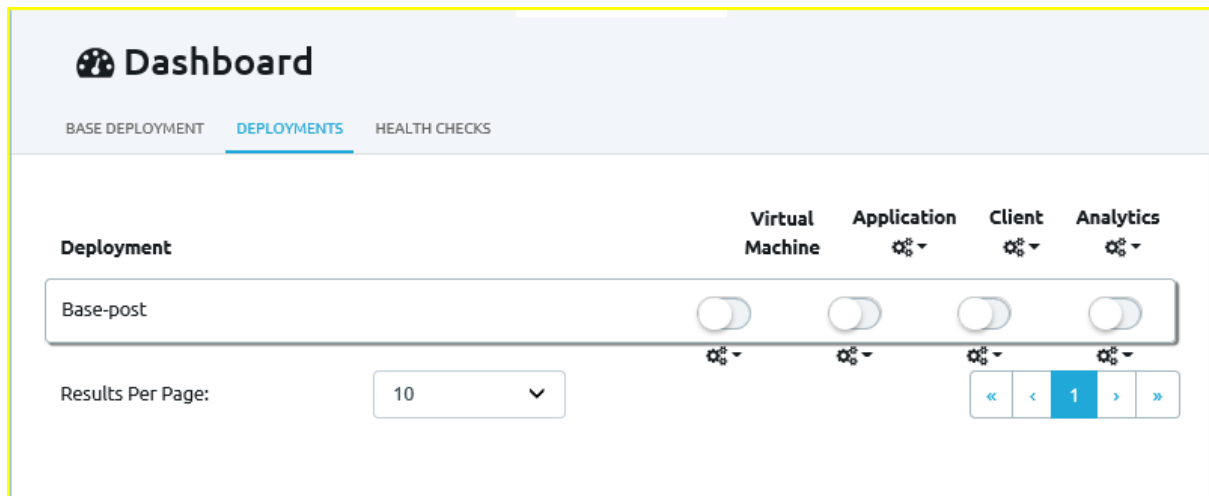 Dashboard
BASE DEPLOYMENT DEPLOYMENTS HEALTH CHECKS
Deployment Virtual Machine Application Client Analytics
Base-post
Results Per Page: 10 « ‹ 1 › »